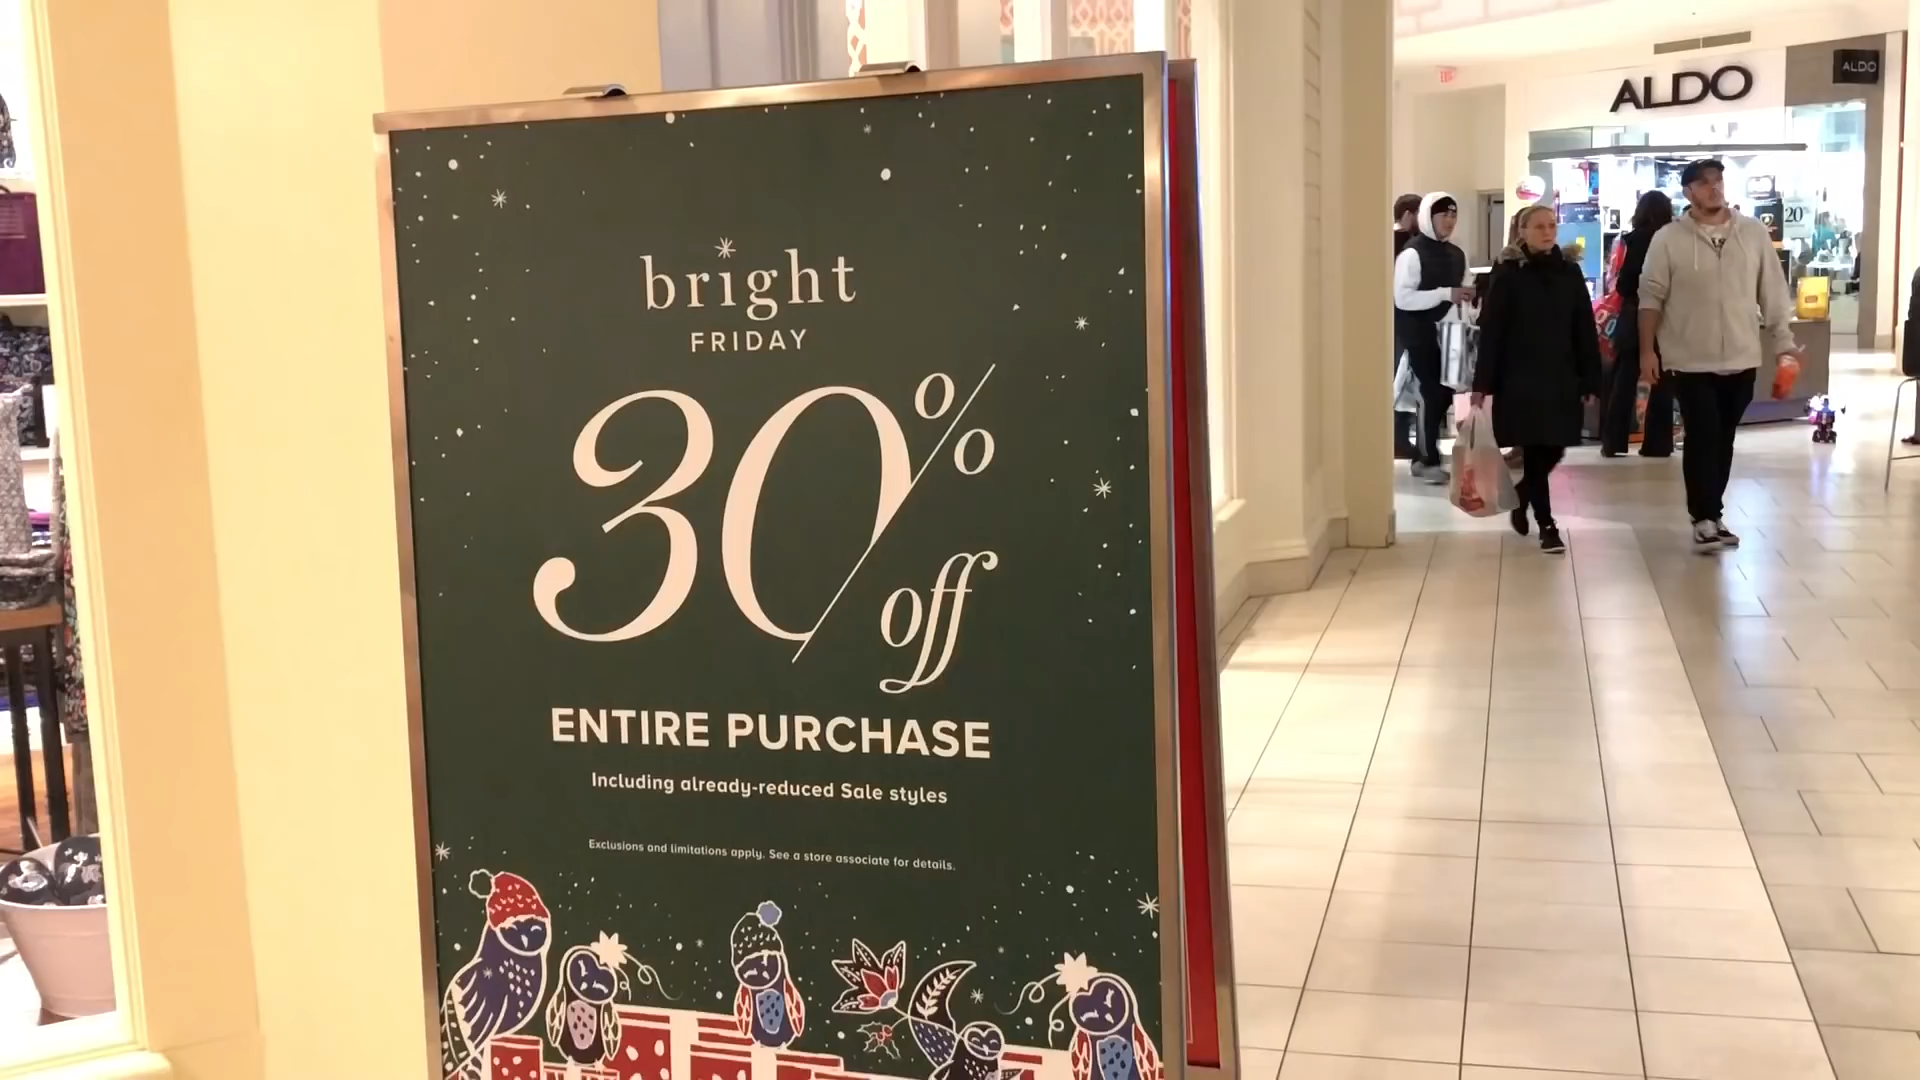 bright
FRIDAY
30% off
ENTIRE PURCHASE
Including already-reduced Sale styles
Exclusions and limitations apply. See a store associate for details.
ALDO
ALDO
20